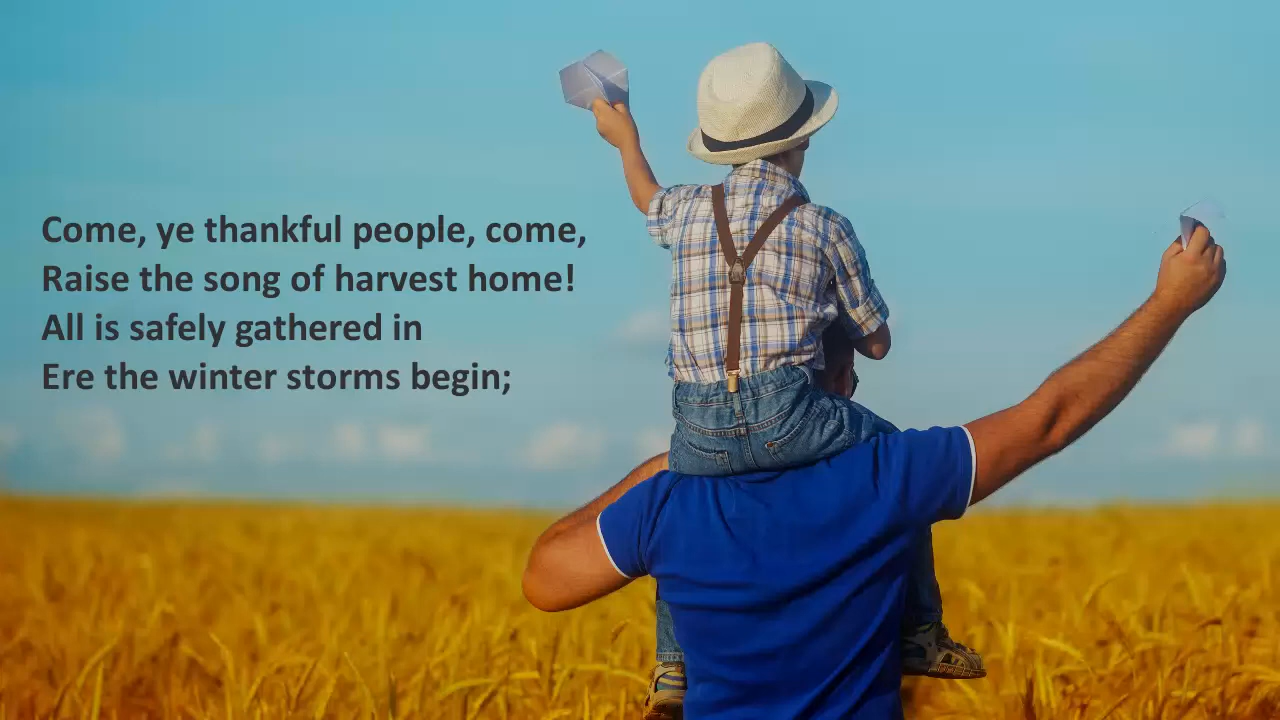 Come, ye thankful people, come,
Raise the song of harvest home!
All is safely gathered in
Ere the winter storms begin;